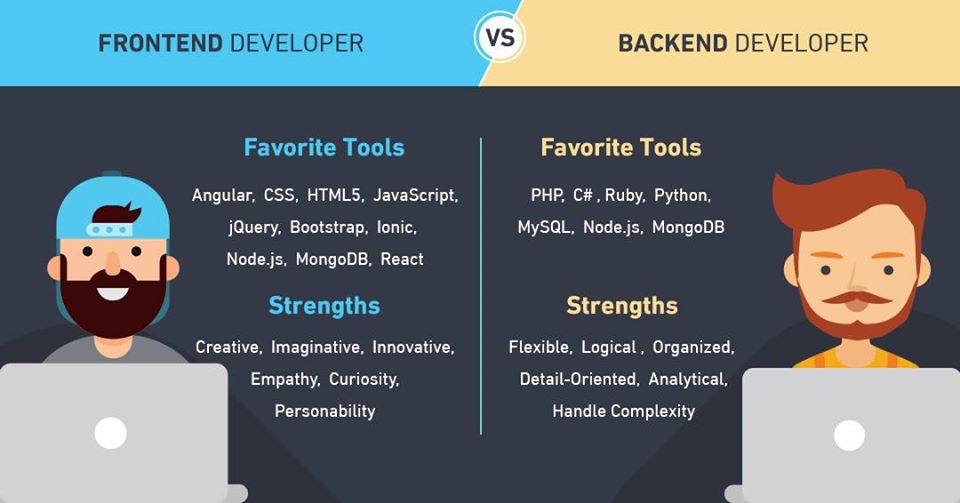 FRONTEND DEVELOPER
VS
BACKEND DEVELOPER
Favorite Tools
Angular, CSS, HTML5, JavaScript,
jQuery, Bootstrap, Ionic,
Node.js, MongoDB, React
Strengths
Creative, Imaginative, Innovative,
Empathy, Curiosity,
Personability
Favorite Tools
PHP, C# , Ruby, Python,
MySQL, Node.js, MongoDB
Strengths
Flexible, Logical , Organized,
Detail-Oriented, Analytical,
Handle Complexity